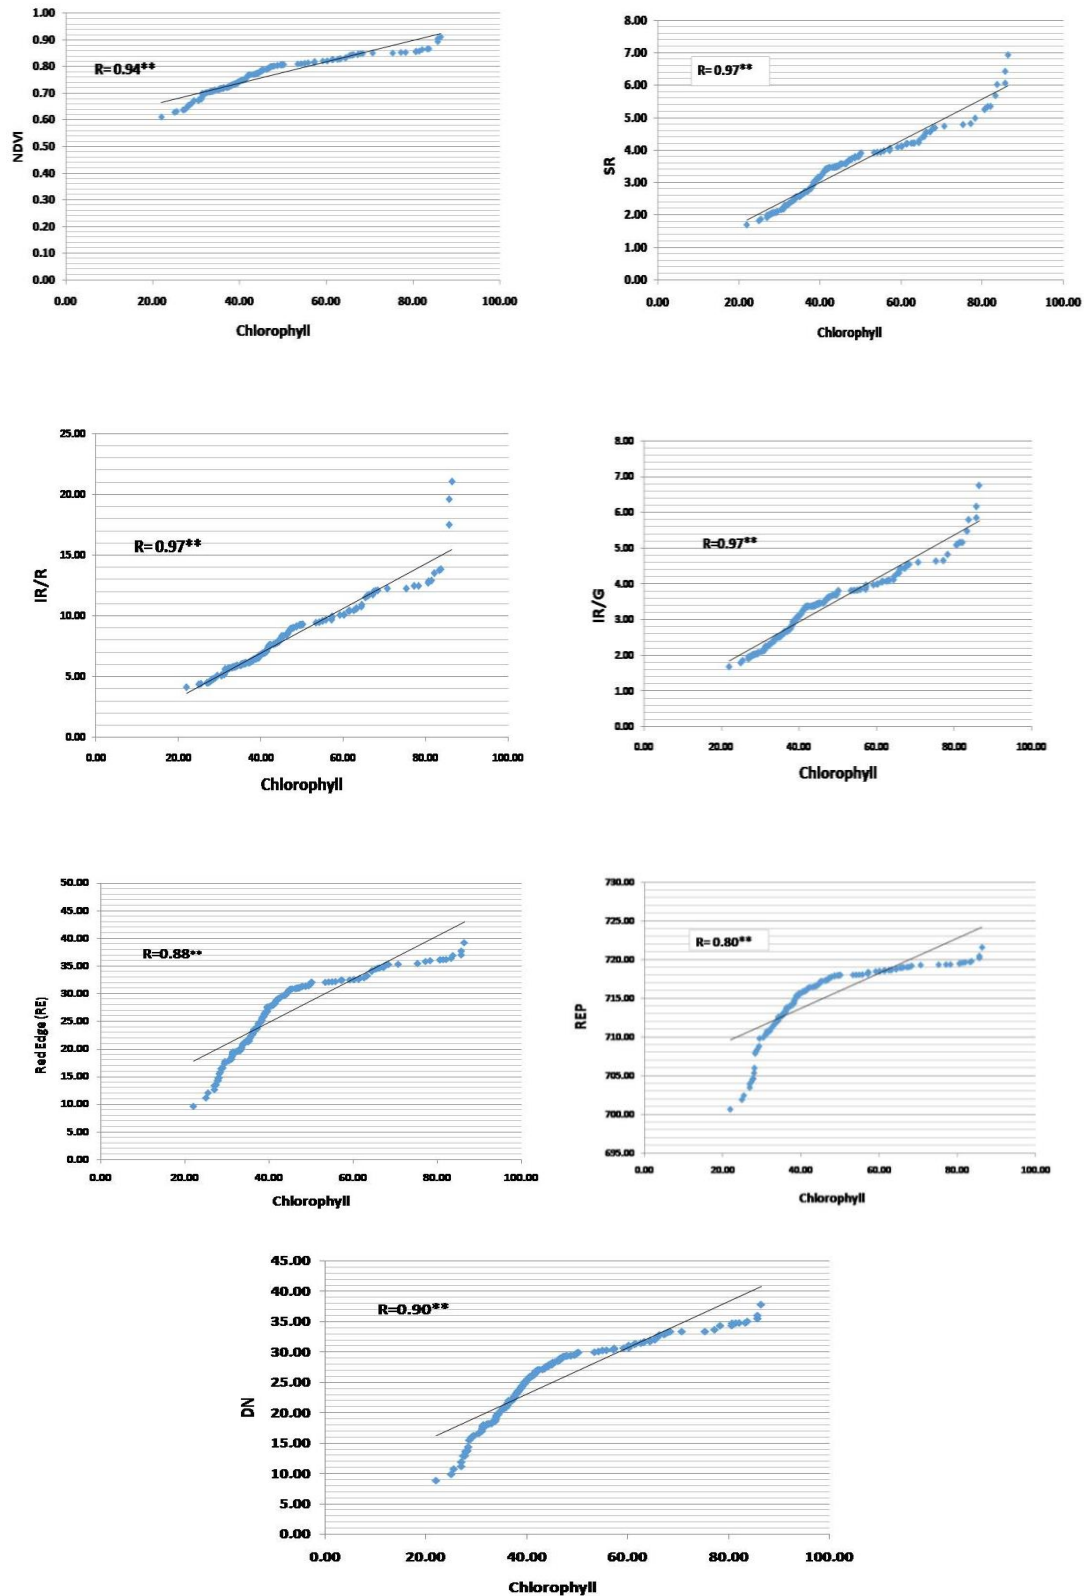 1.00
0.90
0.80
0.70
0.60
0.50
0.40
0.30
0.20
0.10
0.00
NDVI
R= 0.94**
0.00 20.00 40.00 60.00 80.00 100.00
Chlorophyll
8.00
7.00
6.00
5.00
4.00
3.00
2.00
1.00
0.00
SR
R= 0.97**
0.00 20.00 40.00 60.00 80.00 100.00
Chlorophyll
25.00
20.00
15.00
10.00
5.00
0.00
IR/R
R= 0.97**
0.00 20.00 40.00 60.00 80.00 100.00
Chlorophyll
8.00
7.00
6.00
5.00
4.00
3.00
2.00
1.00
0.00
IR/G
R=0.97**
0.00 20.00 40.00 60.00 80.00 100.00
Chlorophyll
50.00
45.00
40.00
35.00
30.00
25.00
20.00
15.00
10.00
5.00
0.00
Red Edge (RE)
R=0.88**
0.00 20.00 40.00 60.00 80.00 100.00
Chlorophyll
730.00
725.00
720.00
715.00
710.00
705.00
700.00
695.00
REP
R= 0.80**
0.00 20.00 40.00 60.00 80.00 100.00
Chlorophyll
45.00
40.00
35.00
30.00
25.00
20.00
15.00
10.00
5.00
0.00
DN
R=0.90**
0.00 20.00 40.00 60.00 80.00 100.00
Chlorophyll